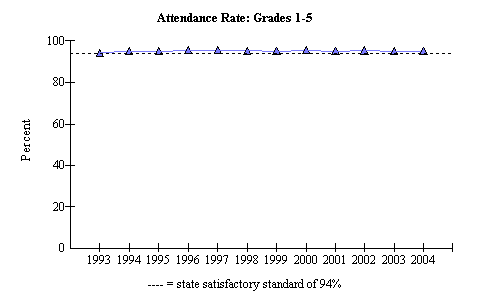 Attendance Rate: Grades 1-5
Percent
100
80
60
40
20
0
1993 1994 1995 1996 1997 1998 1999 2000 2001 2002 2003 2004
---- = state satisfactory standard of 94%